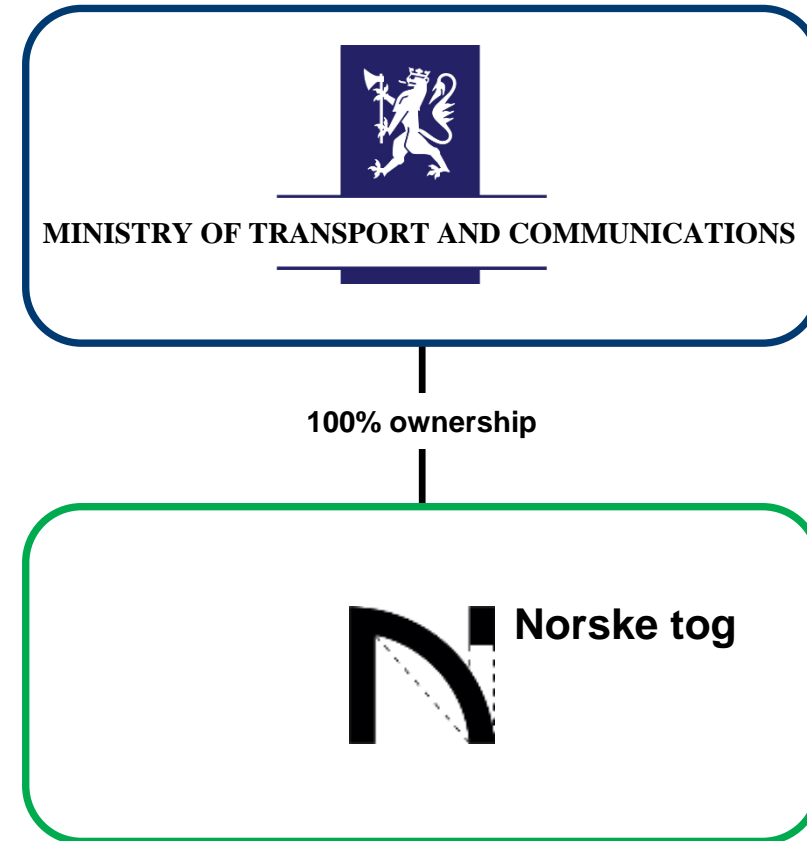 MINISTRY OF TRANSPORT AND COMMUNICATIONS
100% ownership
Norske tog